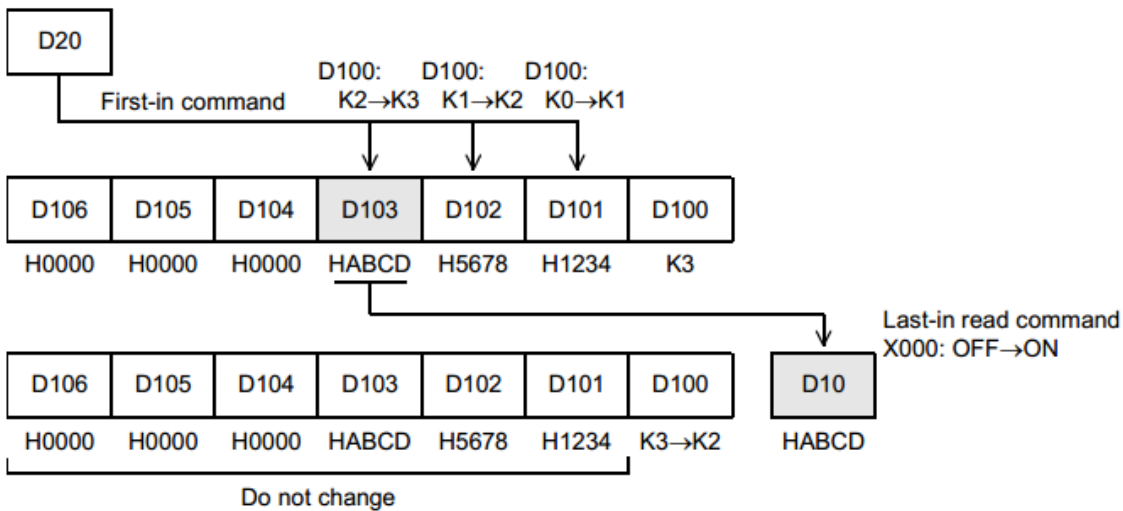 D20
D100: D100: D100:
First-in command K2→K3 K1→K2 K0→K1
D106 D105 D104 D103 D102 D101 D100
H0000 H0000 H0000 HABCD H5678 H1234 K3
Last-in read command
X000: OFF→ON
D106 D105 D104 D103 D102 D101 D100 D10
H0000 H0000 H0000 HABCD H5678 H1234 K3→K2 HABCD
Do not change